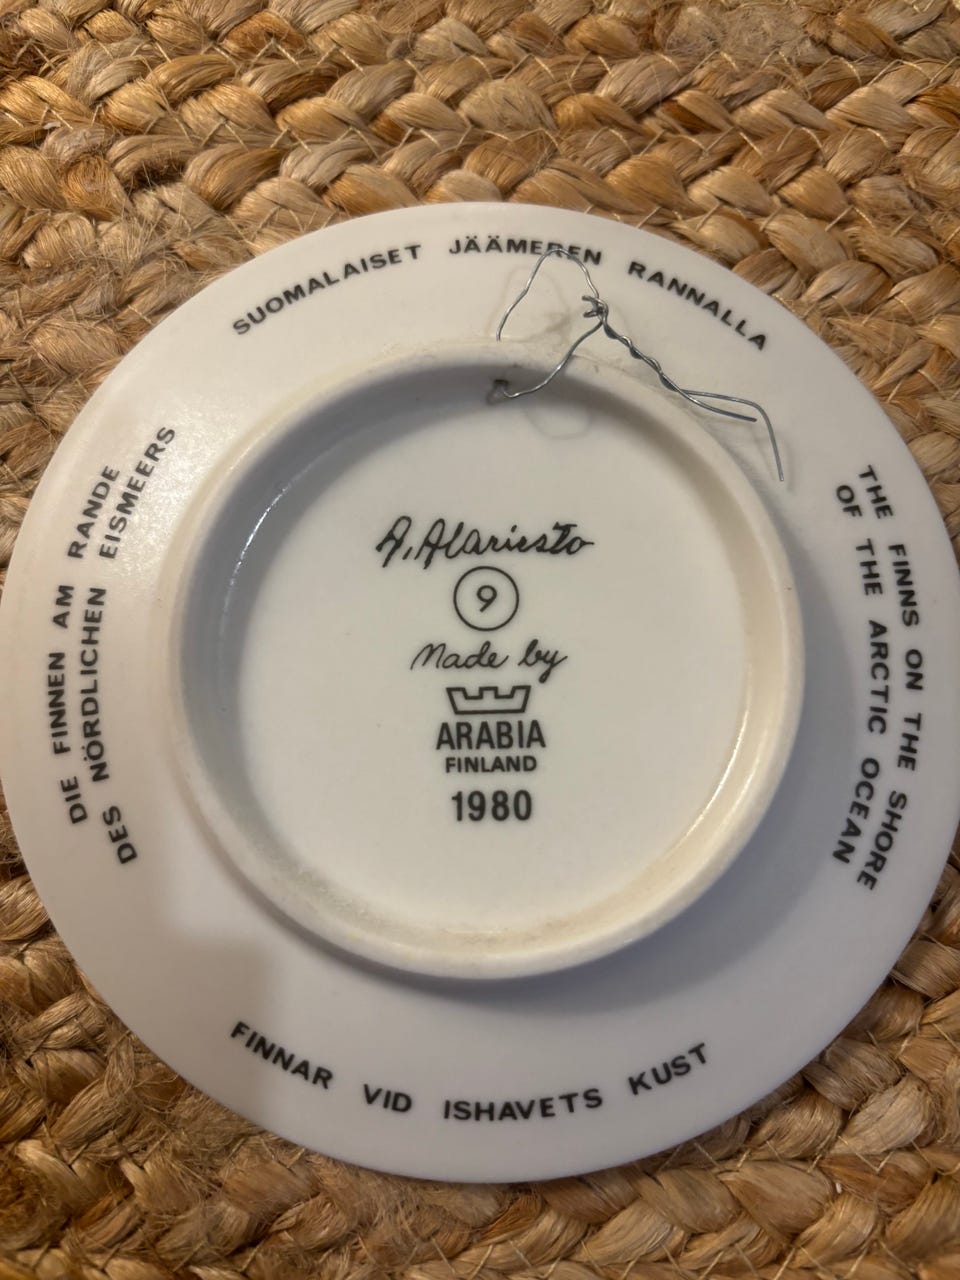 SUOMALAISET JÄÄMEREN RANNALLA
THE FINNS ON THE SHORE
OF THE ARCTIC OCEAN
FINNAR VID ISHAVETS KUST
DIE FINNEN AM RANDE
DES NÖRDLICHEN EISMEERS
A. Alariesto
9
Made by
ARABIA
FINLAND
1980